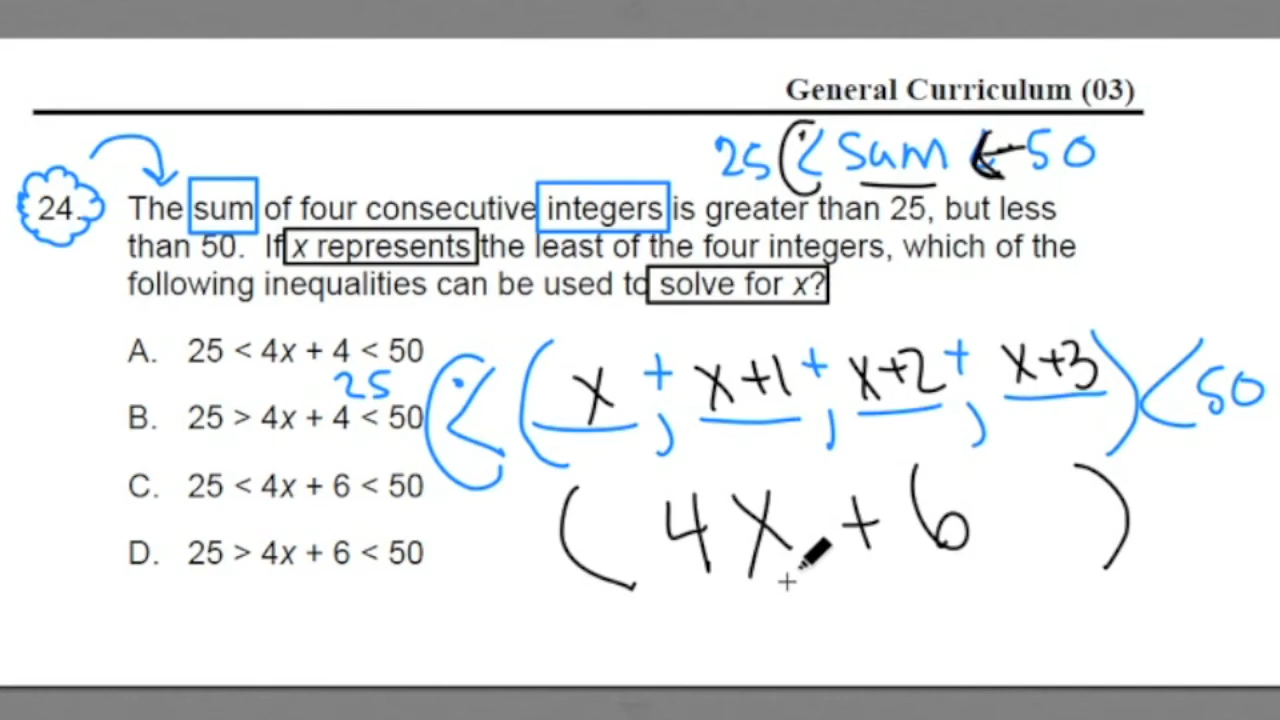 General Curriculum (03)
25 < sum < 50
24. The sum of four consecutive integers is greater than 25, but less
than 50. If x represents the least of the four integers, which of the
following inequalities can be used to solve for x?
A. 25 < 4x + 4 < 50
B. 25 > 4x + 4 < 50
C. 25 < 4x + 6 < 50
D. 25 > 4x + 6 < 50
25 < (x + x+1 + x+2 + x+3) < 50
, , ,
( 4x + 6 )